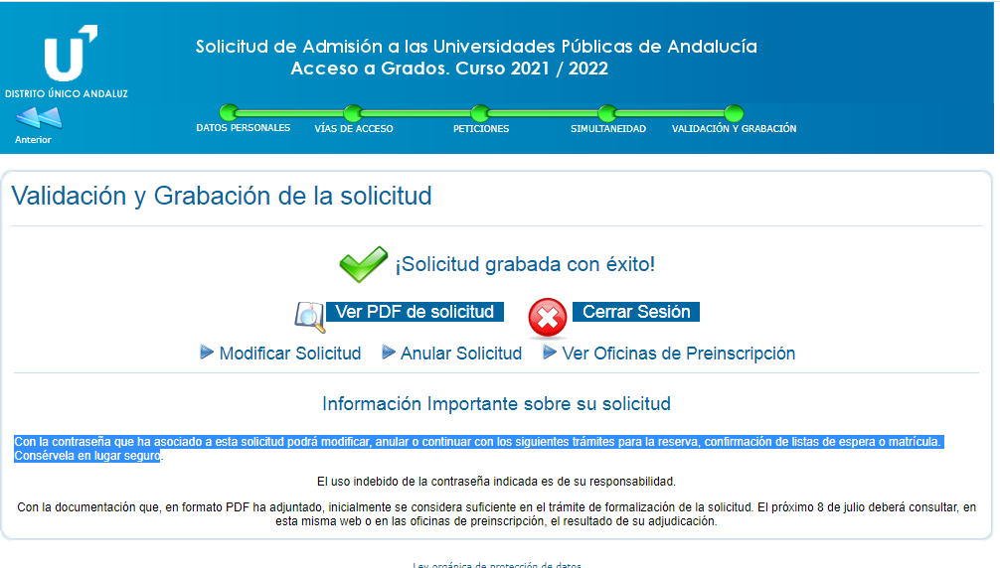 Solicitud de Admisión a las Universidades Públicas de Andalucía
Acceso a Grados. Curso 2021 / 2022
U
DISTRITO ÚNICO ANDALUZ
Anterior
DATOS PERSONALES
VÍAS DE ACCESO
PETICIONES
SIMULTANEIDAD
VALIDACIÓN Y GRABACIÓN
Validación y Grabación de la solicitud
¡Solicitud grabada con éxito!
Ver PDF de solicitud
Cerrar Sesión
Modificar Solicitud
Anular Solicitud
Ver Oficinas de Preinscripción
Información Importante sobre su solicitud
Con la contraseña que ha asociado a esta solicitud podrá modificar, anular o continuar con los siguientes trámites para la reserva, confirmación de listas de espera o matrícula.
Consérvela en lugar seguro.
El uso indebido de la contraseña indicada es de su responsabilidad.
Con la documentación que, en formato PDF ha adjuntado, inicialmente se considera suficiente en el trámite de formalización de la solicitud. El próximo 8 de julio deberá consultar, en
esta misma web o en las oficinas de preinscripción, el resultado de su adjudicación.
Ley orgánica de protección de datos